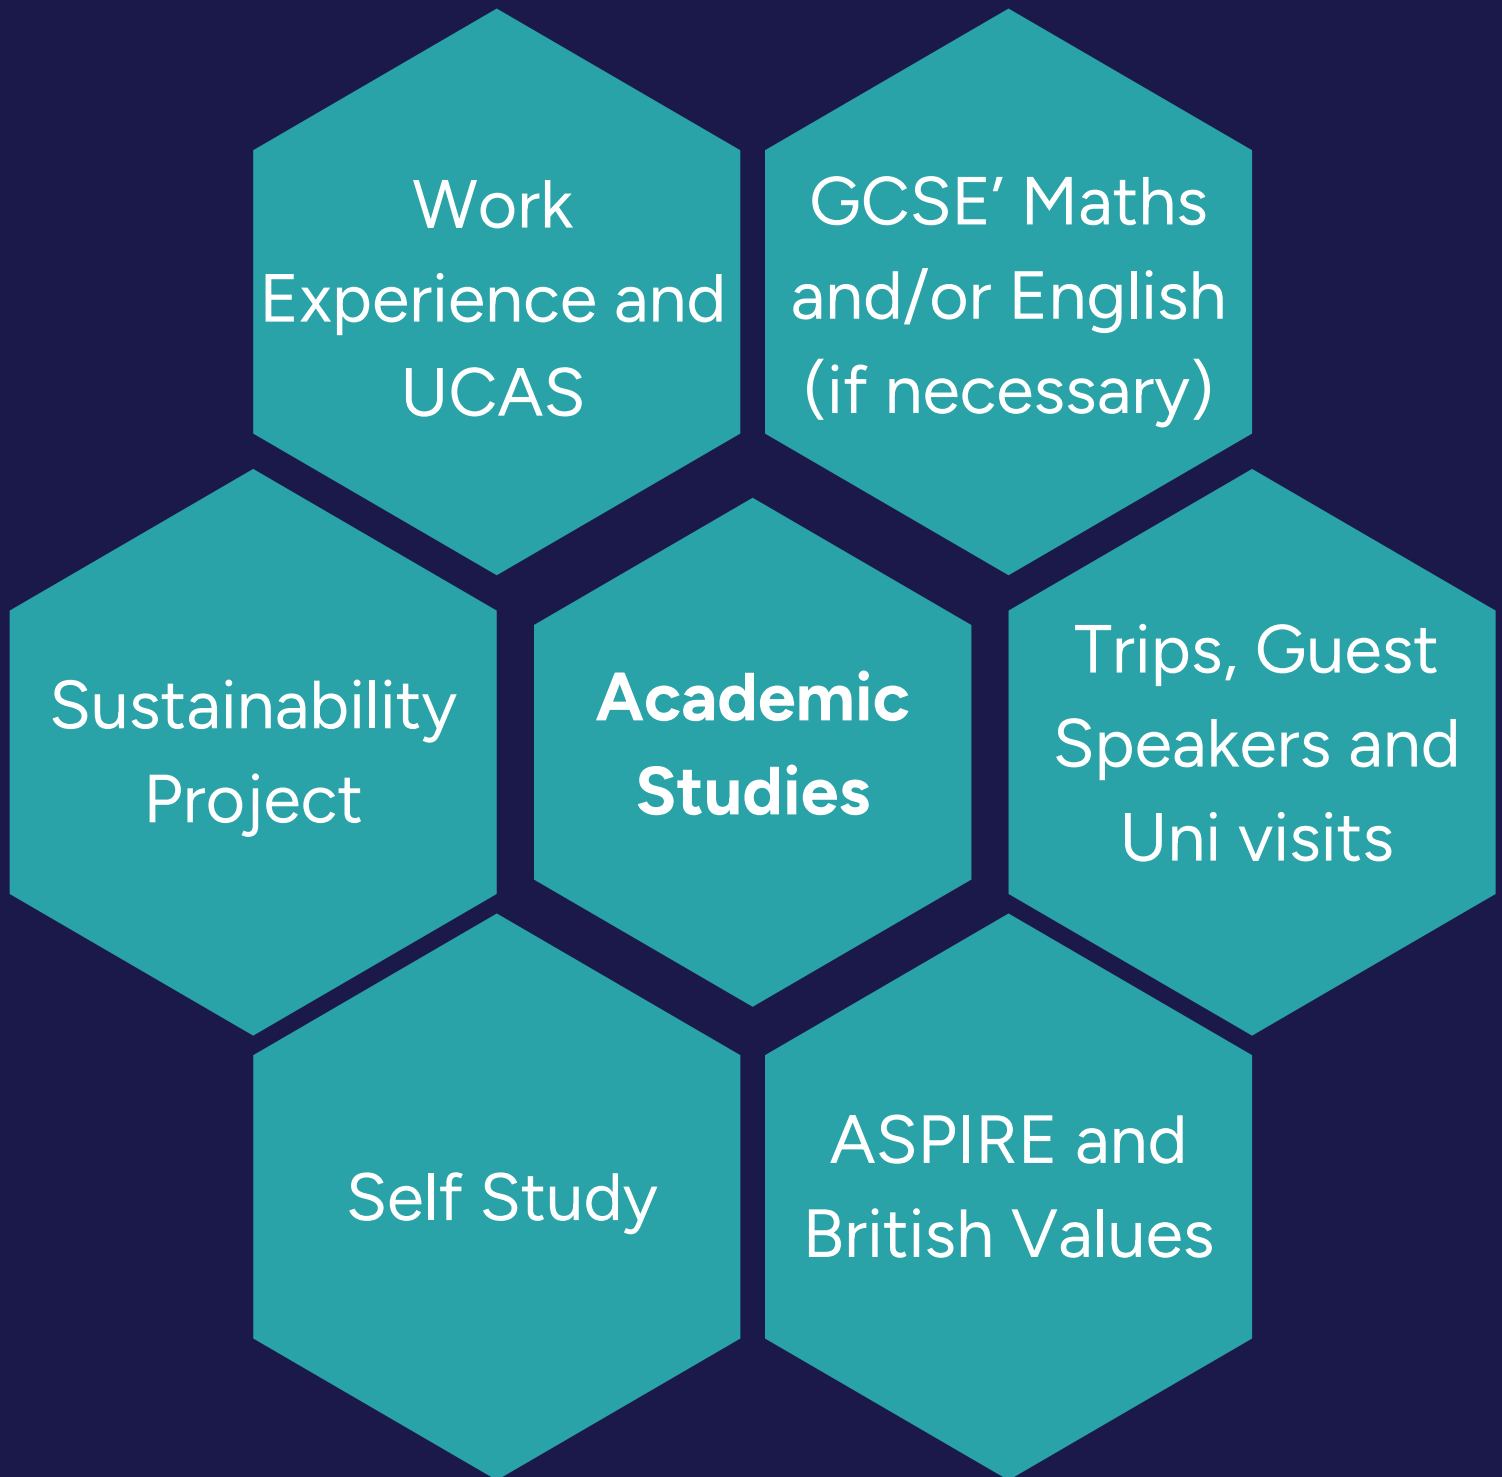 Work
Experience and
UCAS
GCSE’ Maths
and/or English
(if necessary)
Sustainability
Project
Academic
Studies
Trips, Guest
Speakers and
Uni visits
Self Study
ASPIRE and
British Values